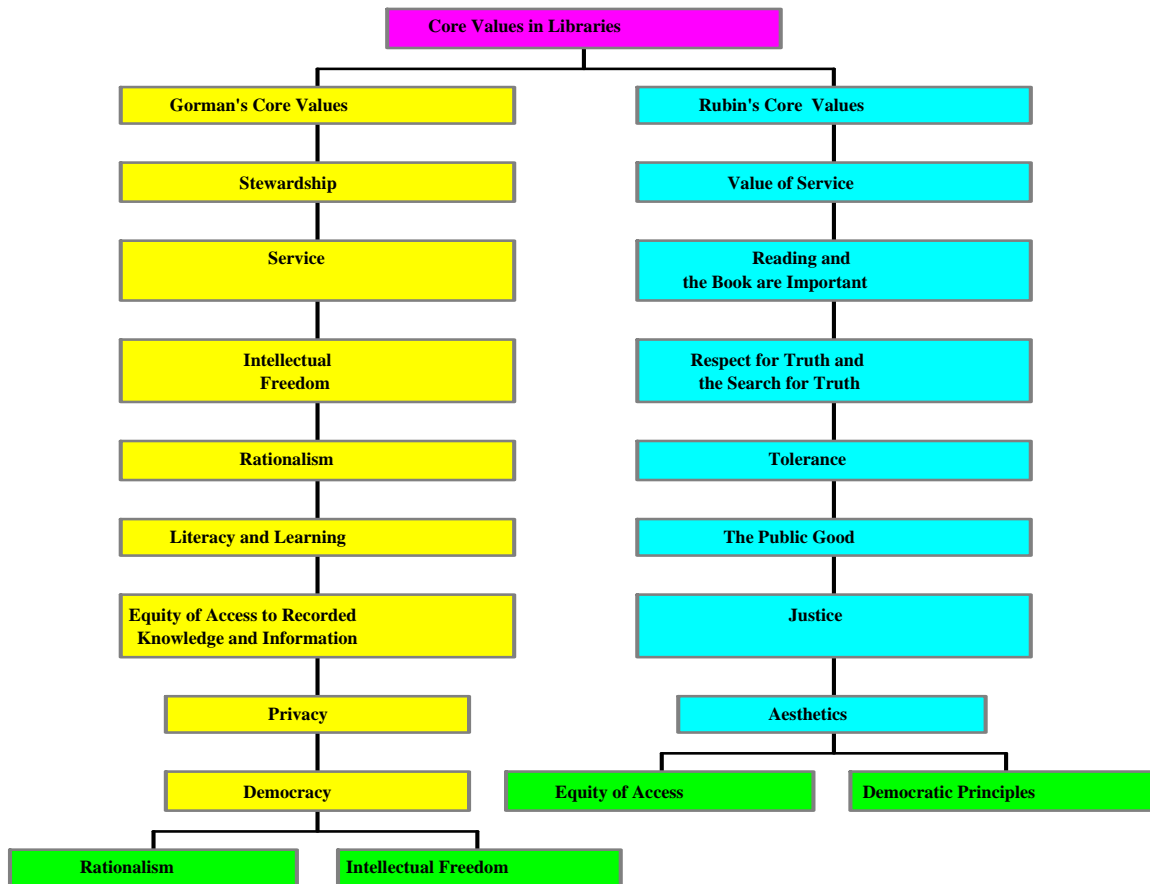 Core Values in Libraries
Gorman's Core Values
Rubin's Core Values
Stewardship
Value of Service
Service
Reading and
the Book are Important
Intellectual
Freedom
Respect for Truth and
the Search for Truth
Rationalism
Tolerance
Literacy and Learning
The Public Good
Equity of Access to Recorded
Knowledge and Information
Justice
Privacy
Aesthetics
Democracy
Equity of Access
Democratic Principles
Rationalism
Intellectual Freedom